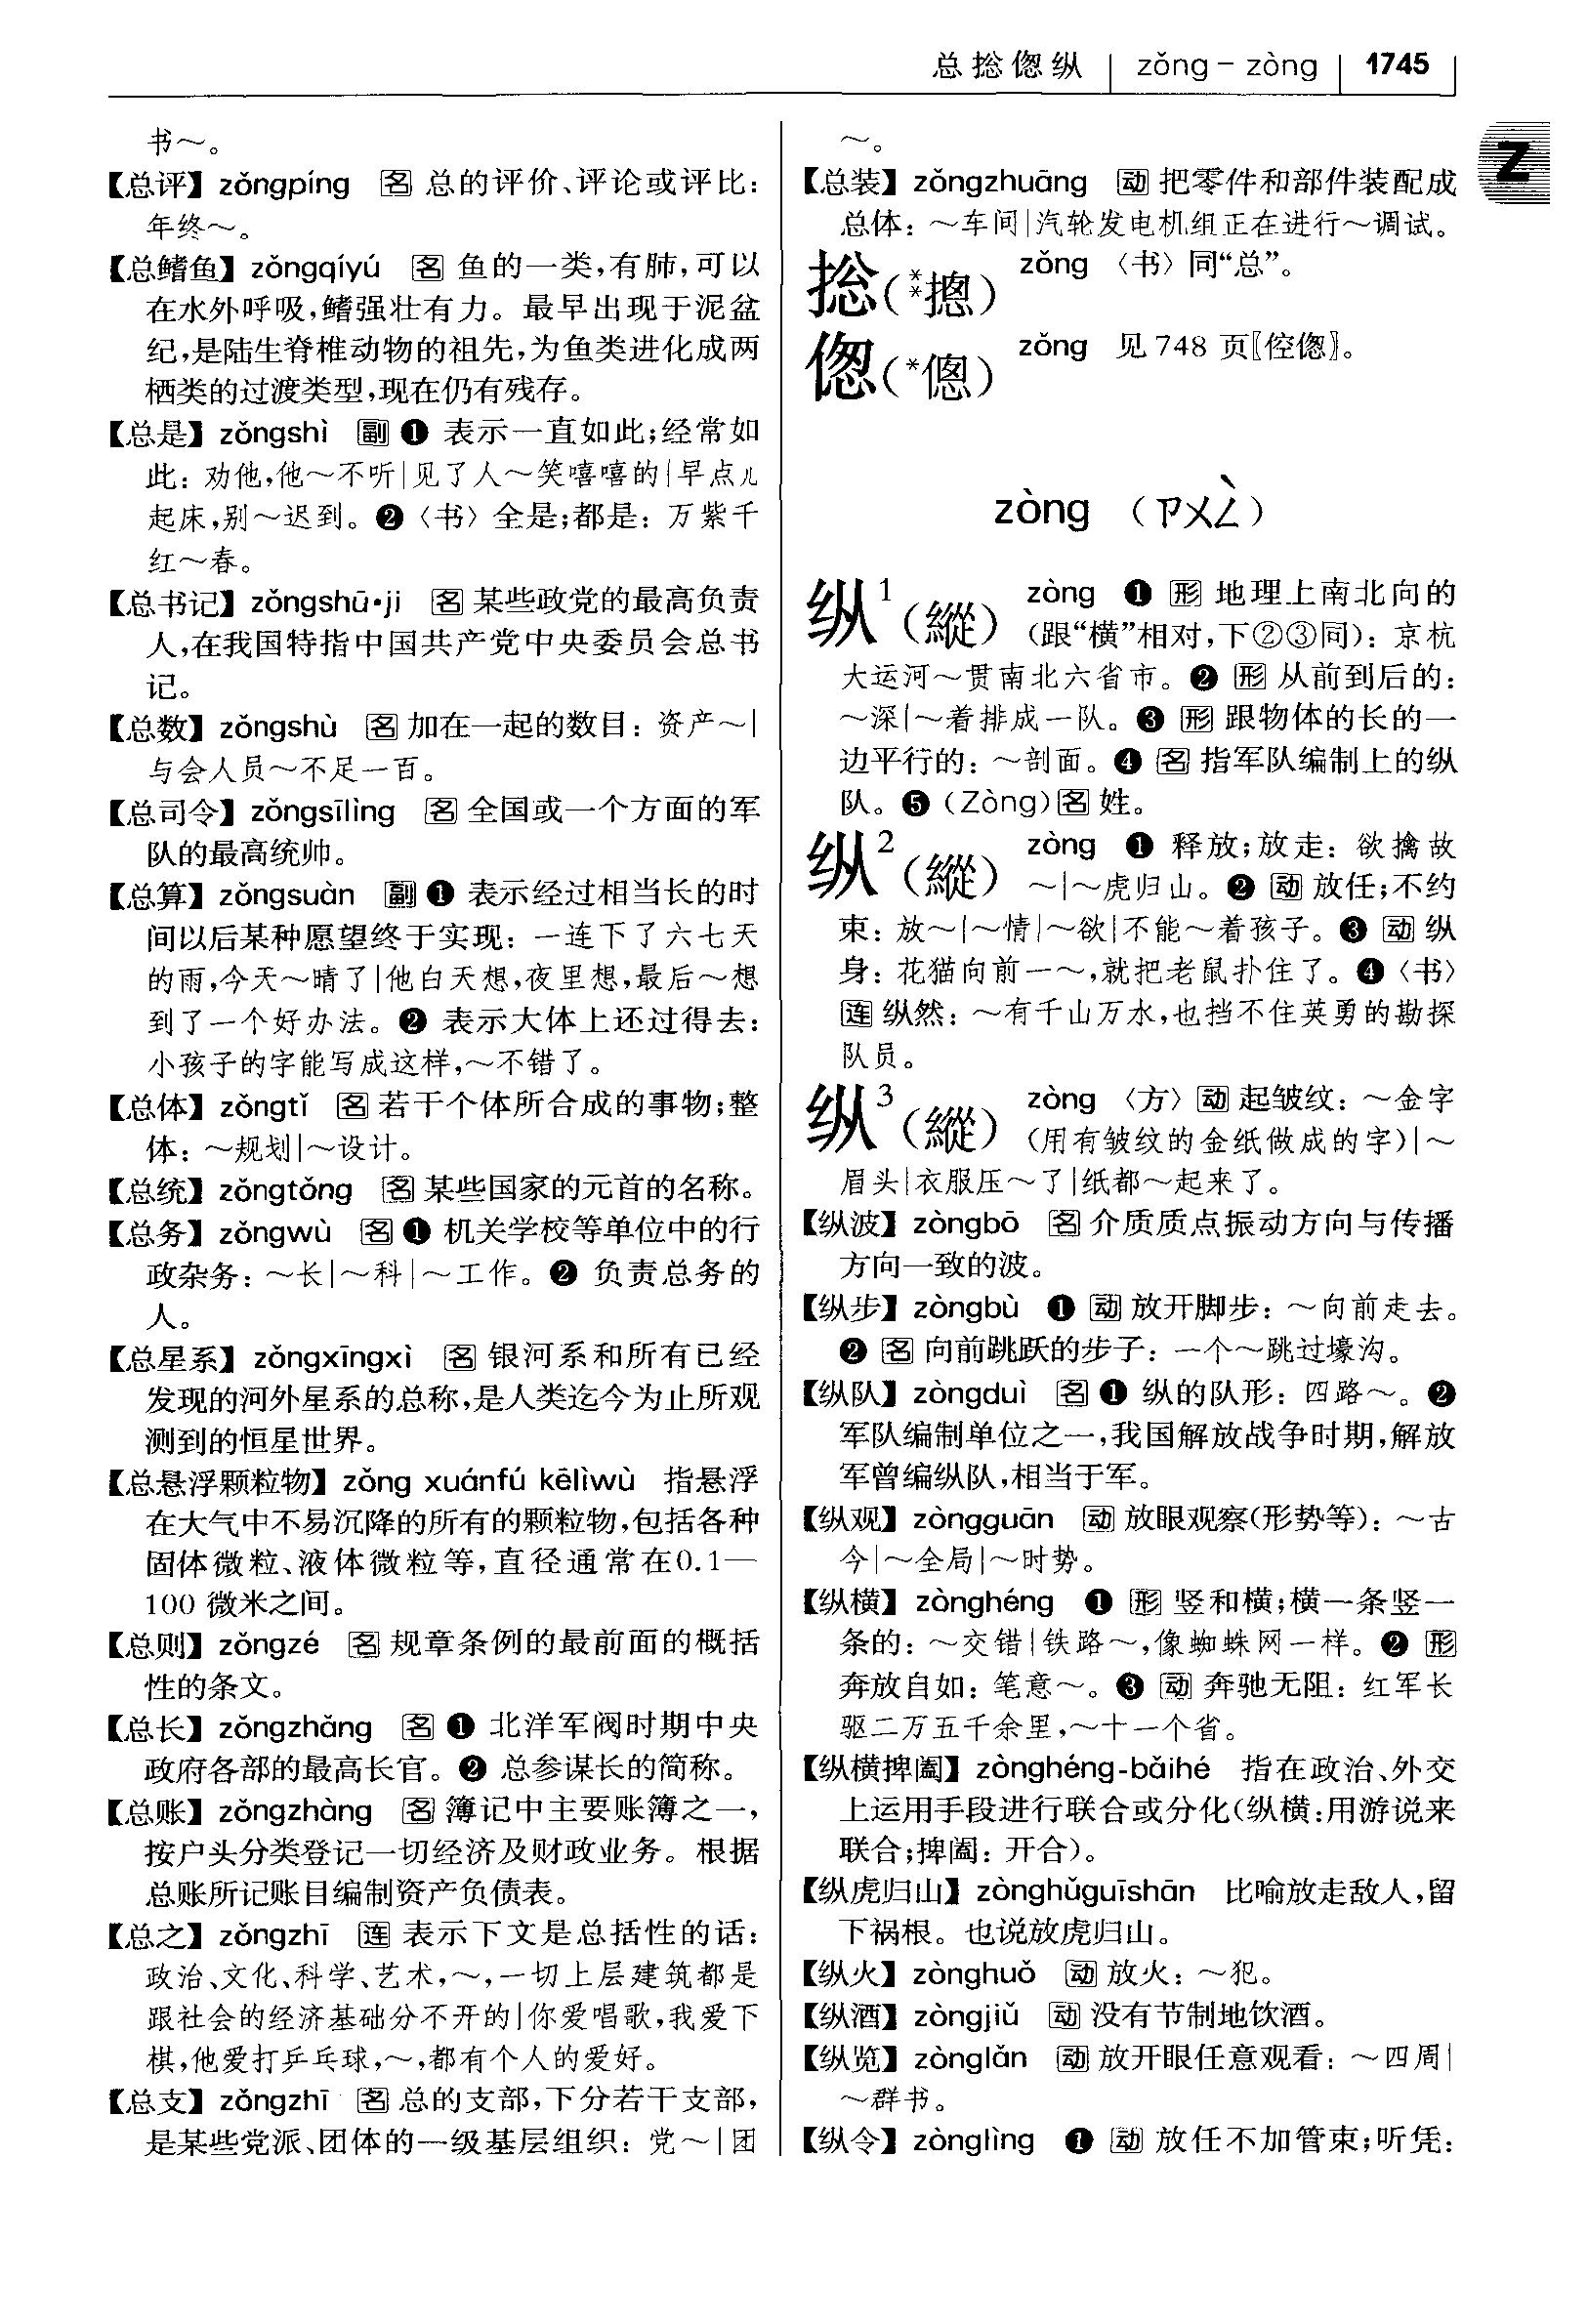 总捴偬纵 zǒng – zòng 1745
Z
书～。
【总评】 zǒngpíng 名 总的评价、评论或评比：
年终～。
【总鳍鱼】 zǒngqíyú 名 鱼的一类，有肺，可以
在水外呼吸，鳍强壮有力。最早出现于泥盆
纪，是陆生脊椎动物的祖先，为鱼类进化成两
栖类的过渡类型，现在仍有残存。
【总是】 zǒngshì 副 ❶ 表示一直如此；经常如
此：劝他，他～不听|见了人～笑嘻嘻的|早点儿
起床，别～迟到。❷〈书〉全是；都是：万紫千
红～春。
【总书记】 zǒngshū·ji 名 某些政党的最高负责
人，在我国特指中国共产党中央委员会总书
记。
【总数】 zǒngshù 名 加在一起的数目：资产～|
与会人员～不足一百。
【总司令】 zǒngsīlìng 名 全国或一个方面的军
队的最高统帅。
【总算】 zǒngsuàn 副 ❶ 表示经过相当长的时
间以后某种愿望终于实现：一连下了六七天
的雨，今天～晴了|他白天想，夜里想，最后～想
到了一个好办法。❷ 表示大体上还过得去：
小孩子的字能写成这样，～不错了。
【总体】 zǒngtǐ 名 若干个体所合成的事物；整
体：～规划|～设计。
【总统】 zǒngtǒng 名 某些国家的元首的名称。
【总务】 zǒngwù 名 ❶ 机关学校等单位中的行
政杂务：～长|～科|～工作。❷ 负责总务的
人。
【总星系】 zǒngxīngxì 名 银河系和所有已经
发现的河外星系的总称，是人类迄今为止所观
测到的恒星世界。
【总悬浮颗粒物】 zǒng xuánfú kēlìwù 指悬浮
在大气中不易沉降的所有的颗粒物，包括各种
固体微粒、液体微粒等，直径通常在0.1—
100 微米之间。
【总则】 zǒngzé 名 规章条例的最前面的概括
性的条文。
【总长】 zǒngzhǎng 名 ❶ 北洋军阀时期中央
政府各部的最高长官。❷ 总参谋长的简称。
【总账】 zǒngzhàng 名 簿记中主要账簿之一，
按户头分类登记一切经济及财政业务。根据
总账所记账目编制资产负债表。
【总之】 zǒngzhī 连 表示下文是总括性的话：
政治、文化、科学、艺术，～，一切上层建筑都是
跟社会的经济基础分不开的|你爱唱歌，我爱下
棋，他爱打乒乓球，～，都有个人的爱好。
【总支】 zǒngzhī 名 总的支部，下分若干支部，
是某些党派、团体的一级基层组织：党～|团
～。
【总装】 zǒngzhuāng 动 把零件和部件装配成
总体：～车间|汽轮发电机组正在进行～调试。
捴(**摠) zǒng 〈书〉同“总”。
偬(*傯) zǒng 见 748 页〖倥偬〗。
zòng （ㄗㄨㄥˋ）
纵1（縱） zòng ❶ 形 地理上南北向的
（跟“横”相对，下②③同）：京杭
大运河～贯南北六省市。❷ 形 从前到后的：
～深|～着排成一队。❸ 形 跟物体的长的一
边平行的：～剖面。❹ 名 指军队编制上的纵
队。❺（Zòng）名 姓。
纵2（縱） zòng ❶ 释放；放走：欲擒故
～|～虎归山。❷ 动 放任；不约
束：放～|～情|～欲|不能～着孩子。❸ 动 纵
身：花猫向前一～，就把老鼠扑住了。❹〈书〉
连 纵然：～有千山万水，也挡不住英勇的勘探
队员。
纵3（縱） zòng 〈方〉动 起皱纹：～金字
（用有皱纹的金纸做成的字）|～
眉头|衣服压～了|纸都～起来了。
【纵波】 zòngbō 名 介质质点振动方向与传播
方向一致的波。
【纵步】 zòngbù ❶ 动 放开脚步：～向前走去。
❷ 名 向前跳跃的步子：一个～跳过壕沟。
【纵队】 zòngduì 名 ❶ 纵的队形：四路～。❷
军队编制单位之一，我国解放战争时期，解放
军曾编纵队，相当于军。
【纵观】 zòngguān 动 放眼观察（形势等）：～古
今|～全局|～时势。
【纵横】 zònghéng ❶ 形 竖和横；横一条竖一
条的：～交错|铁路～，像蜘蛛网一样。❷ 形
奔放自如：笔意～。❸ 动 奔驰无阻：红军长
驱二万五千余里，～十一个省。
【纵横捭阖】 zònghéng-bǎihé 指在政治、外交
上运用手段进行联合或分化（纵横：用游说来
联合；捭阖：开合）。
【纵虎归山】 zònghǔguīshān 比喻放走敌人，留
下祸根。也说放虎归山。
【纵火】 zònghuǒ 动 放火：～犯。
【纵酒】 zòngjiǔ 动 没有节制地饮酒。
【纵览】 zònglǎn 动 放开眼任意观看：～四周|
～群书。
【纵令】 zònglìng ❶ 动 放任不加管束；听凭：